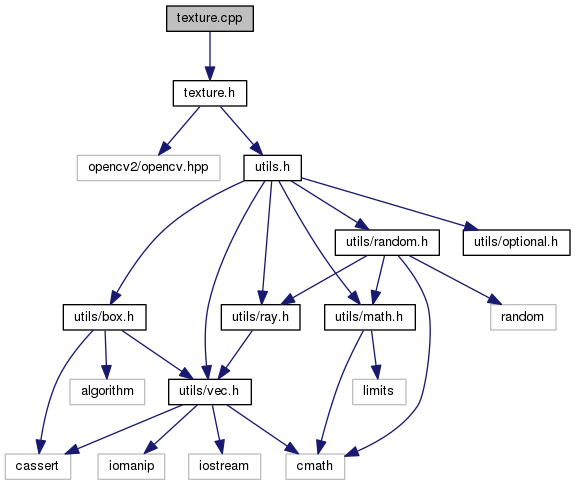 texture.cpp
texture.h
opencv2/opencv.hpp
utils.h
utils/random.h
utils/optional.h
utils/box.h
utils/ray.h
utils/math.h
random
algorithm
utils/vec.h
limits
cassert
iomanip
iostream
cmath